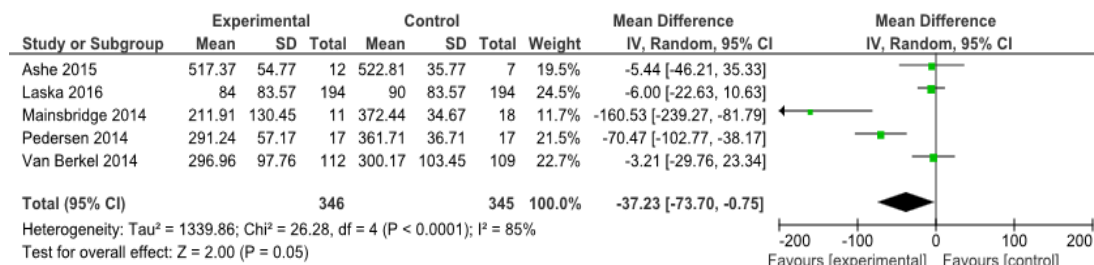 Experimental Control Mean Difference Mean Difference
Study or Subgroup Mean SD Total Mean SD Total Weight IV, Random, 95% CI IV, Random, 95% CI
Ashe 2015 517.37 54.77 12 522.81 35.77 7 19.5% -5.44 [-46.21, 35.33]
Laska 2016 84 83.57 194 90 83.57 194 24.5% -6.00 [-22.63, 10.63]
Mainsbridge 2014 211.91 130.45 11 372.44 34.67 18 11.7% -160.53 [-239.27, -81.79]
Pedersen 2014 291.24 57.17 17 361.71 36.71 17 21.5% -70.47 [-102.77, -38.17]
Van Berkel 2014 296.96 97.76 112 300.17 103.45 109 22.7% -3.21 [-29.76, 23.34]
Total (95% CI) 346 345 100.0% -37.23 [-73.70, -0.75]
Heterogeneity: Tau² = 1339.86; Chi² = 26.28, df = 4 (P < 0.0001); I² = 85%
Test for overall effect: Z = 2.00 (P = 0.05)
-200 -100 0 100 200
Favours [experimental] Favours [control]